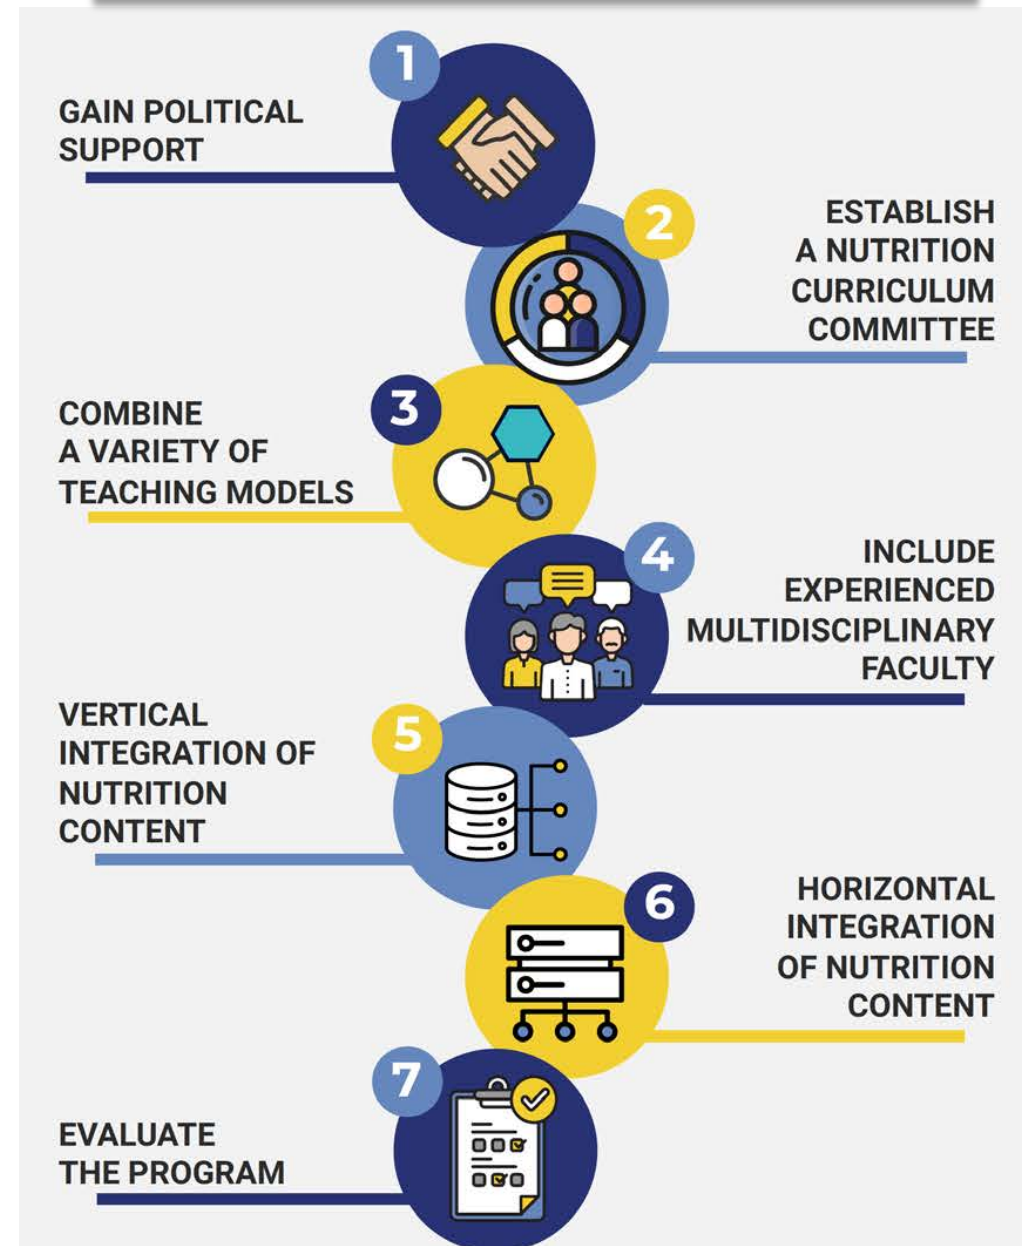 1
GAIN POLITICAL
SUPPORT
2
ESTABLISH
A NUTRITION
CURRICULUM
COMMITTEE
3
COMBINE
A VARIETY OF
TEACHING MODELS
4
INCLUDE
EXPERIENCED
MULTIDISCIPLINARY
FACULTY
5
VERTICAL
INTEGRATION OF
NUTRITION
CONTENT
6
HORIZONTAL
INTEGRATION
OF NUTRITION
CONTENT
7
EVALUATE
THE PROGRAM